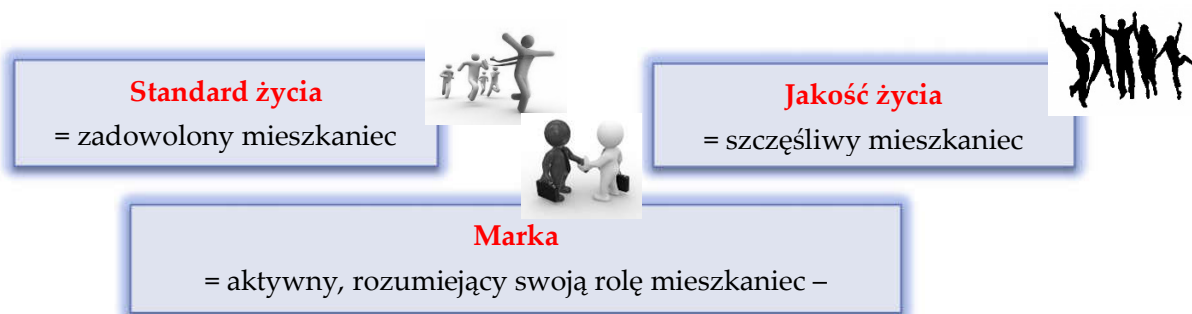 Standard życia
= zadowolony mieszkaniec
Jakość życia
= szczęśliwy mieszkaniec
Marka
= aktywny, rozumiejący swoją rolę mieszkaniec –